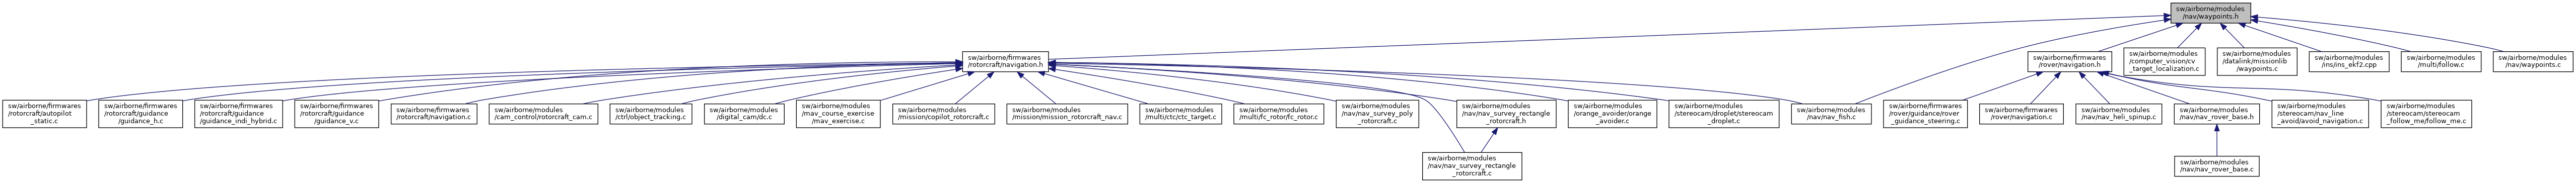 sw/airborne/modules
/nav/waypoints.h
sw/airborne/firmwares
/rotorcraft/navigation.h
sw/airborne/firmwares
/rover/navigation.h
sw/airborne/modules
/computer_vision/cv
_target_localization.c
sw/airborne/modules
/datalink/missionlib
/waypoints.c
sw/airborne/modules
/ins/ins_ekf2.cpp
sw/airborne/modules
/multi/follow.c
sw/airborne/modules
/nav/waypoints.c
sw/airborne/firmwares
/rotorcraft/autopilot
_static.c
sw/airborne/firmwares
/rotorcraft/guidance
/guidance_h.c
sw/airborne/firmwares
/rotorcraft/guidance
/guidance_indi_hybrid.c
sw/airborne/firmwares
/rotorcraft/guidance
/guidance_v.c
sw/airborne/firmwares
/rotorcraft/navigation.c
sw/airborne/modules
/cam_control/rotorcraft_cam.c
sw/airborne/modules
/ctrl/object_tracking.c
sw/airborne/modules
/digital_cam/dc.c
sw/airborne/modules
/mav_course_exercise
/mav_exercise.c
sw/airborne/modules
/mission/copilot_rotorcraft.c
sw/airborne/modules
/mission/mission_rotorcraft_nav.c
sw/airborne/modules
/multi/ctc/ctc_target.c
sw/airborne/modules
/multi/fc_rotor/fc_rotor.c
sw/airborne/modules
/nav/nav_survey_poly
_rotorcraft.c
sw/airborne/modules
/nav/nav_survey_rectangle
_rotorcraft.h
sw/airborne/modules
/orange_avoider/orange
_avoider.c
sw/airborne/modules
/stereocam/droplet/stereocam
_droplet.c
sw/airborne/modules
/nav/nav_fish.c
sw/airborne/firmwares
/rover/guidance/rover
_guidance_steering.c
sw/airborne/firmwares
/rover/navigation.c
sw/airborne/modules
/nav/nav_heli_spinup.c
sw/airborne/modules
/nav/nav_rover_base.h
sw/airborne/modules
/stereocam/nav_line
_avoid/avoid_navigation.c
sw/airborne/modules
/stereocam/stereocam
_follow_me/follow_me.c
sw/airborne/modules
/nav/nav_survey_rectangle
_rotorcraft.c
sw/airborne/modules
/nav/nav_rover_base.c